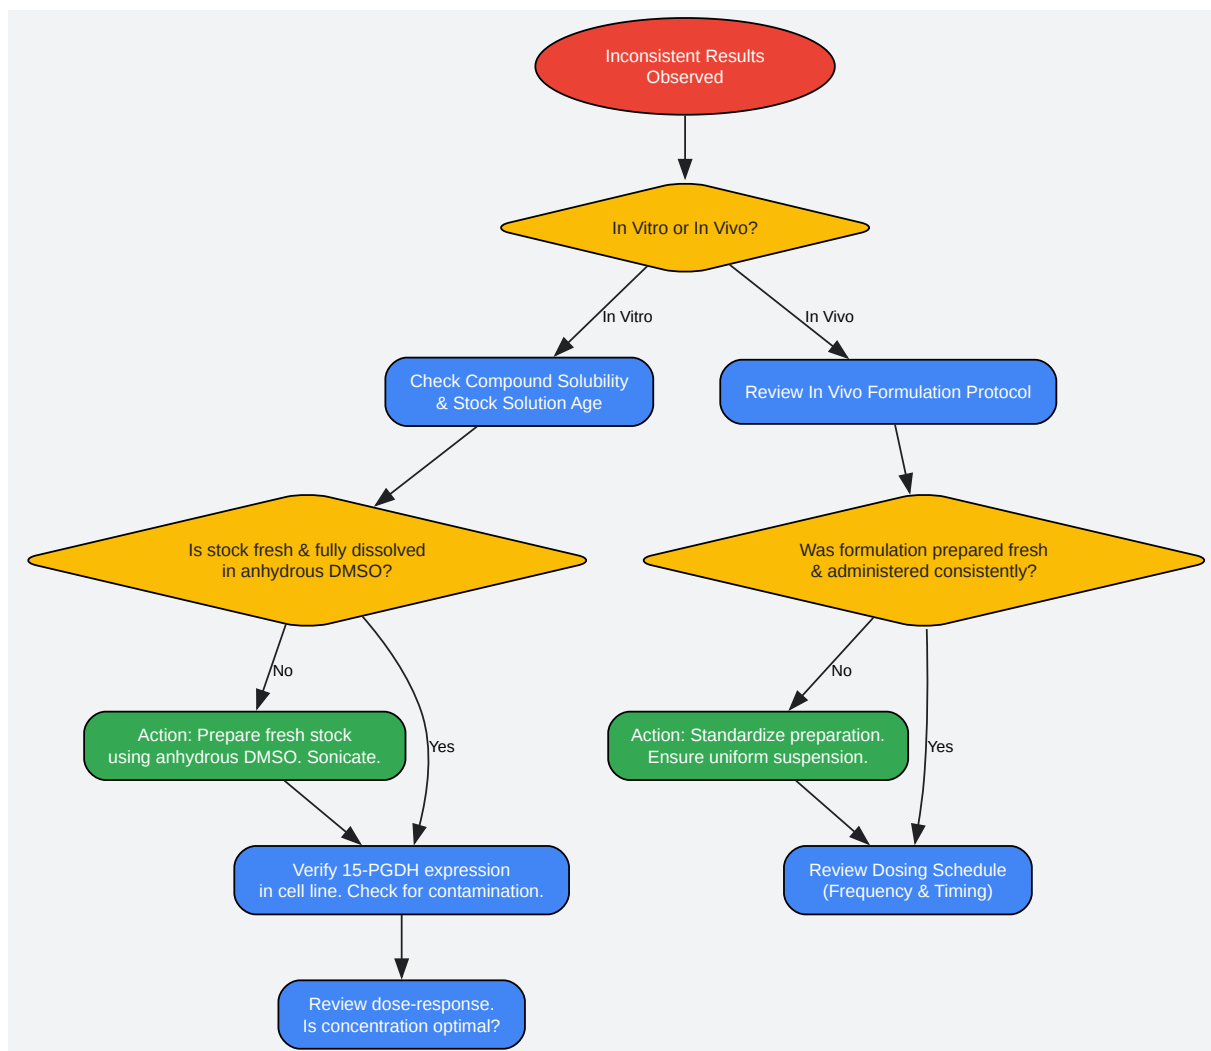 Inconsistent Results
Observed
In Vitro or In Vivo?
In Vitro
In Vivo
Check Compound Solubility
& Stock Solution Age
Review In Vivo Formulation Protocol
Is stock fresh & fully dissolved
in anhydrous DMSO?
Was formulation prepared fresh
& administered consistently?
No
No
Action: Prepare fresh stock
using anhydrous DMSO. Sonicate.
Yes
Action: Standardize preparation.
Ensure uniform suspension.
Yes
Verify 15-PGDH expression
in cell line. Check for contamination.
Review Dosing Schedule
(Frequency & Timing)
Review dose-response.
Is concentration optimal?